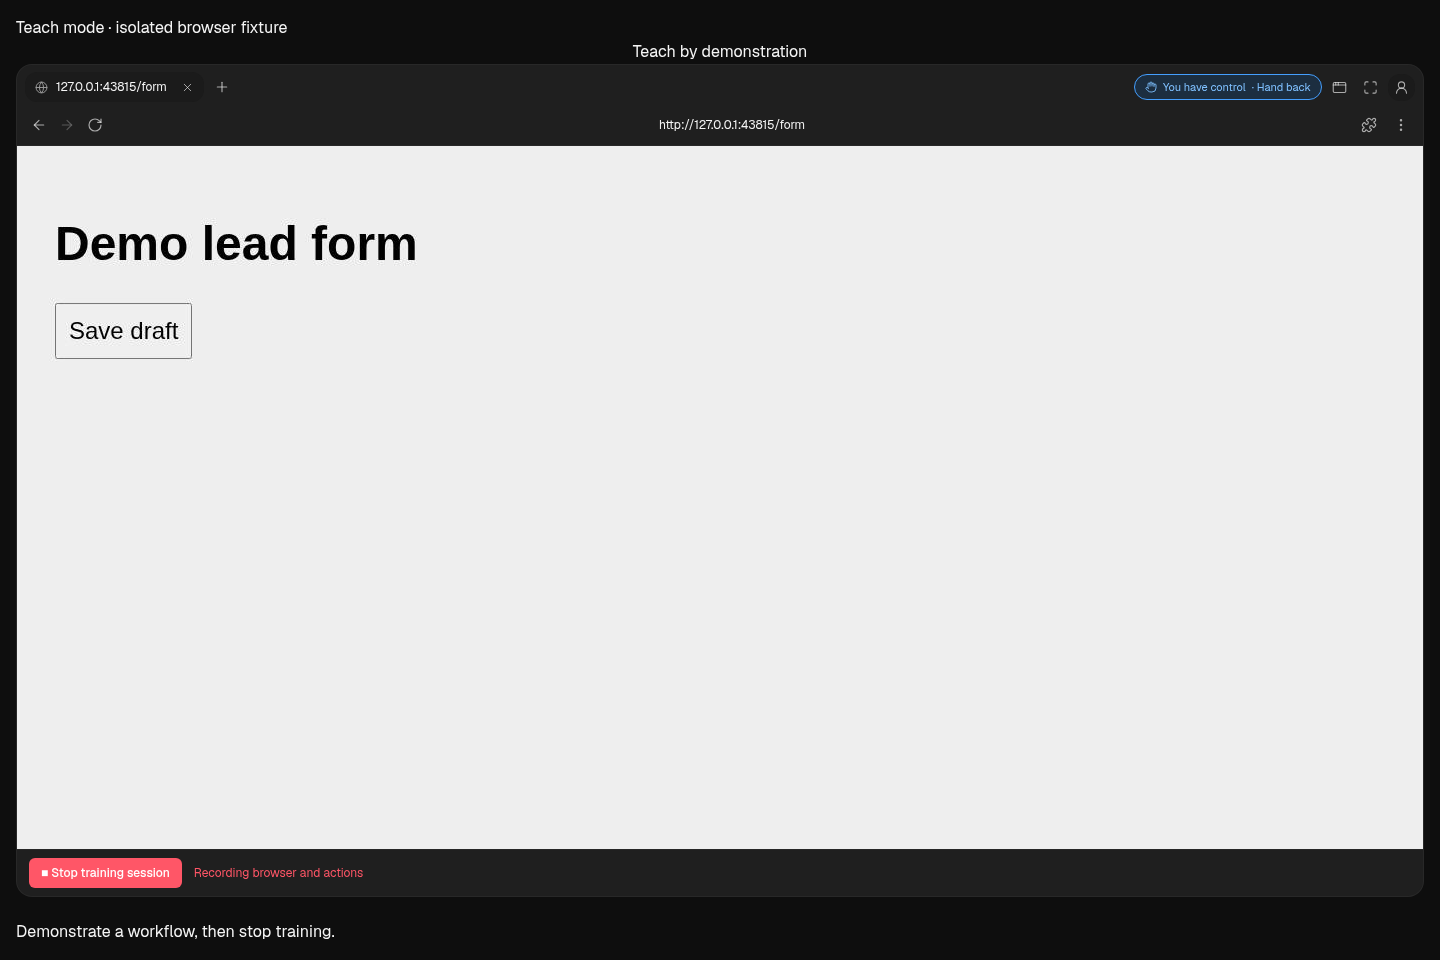 Teach mode · isolated browser fixture
Teach by demonstration
127.0.0.1:43815/form
You have control · Hand back
http://127.0.0.1:43815/form
Demo lead form
Save draft
Stop training session
Recording browser and actions
Demonstrate a workflow, then stop training.